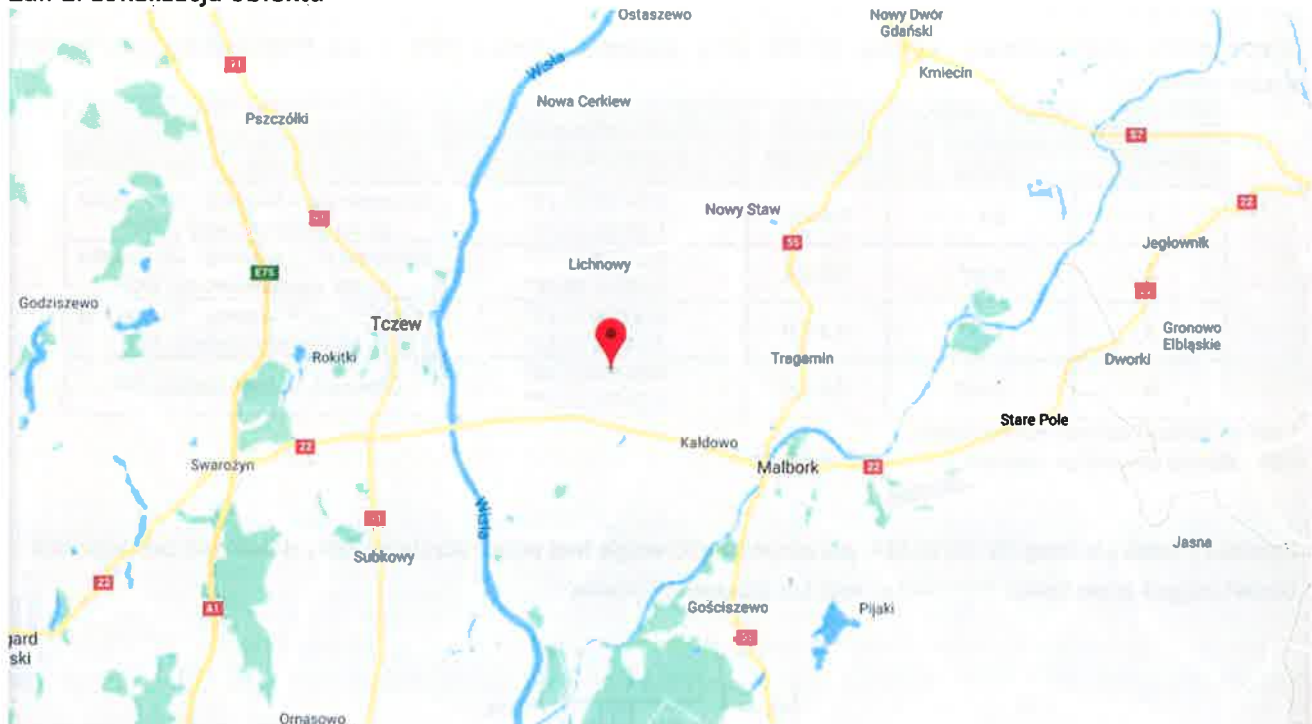 Ostaszewo
Nowy Dwór
Gdański
Wisła
Kmiecin
Nowa Cerkiew
Pszczółki
22
Nowy Staw
55
Jegłownik
Lichnowy
E75
Godziszewo
Tczew
Gronowo
Elbląskie
Rokitki
Tragamin
Dworki
Stare Pole
Kałdowo
22
Swarożyn
Malbork
22
Wisła
Jasna
Subkowy
22
A1
Gościszewo
Pijaki
Ornasowo